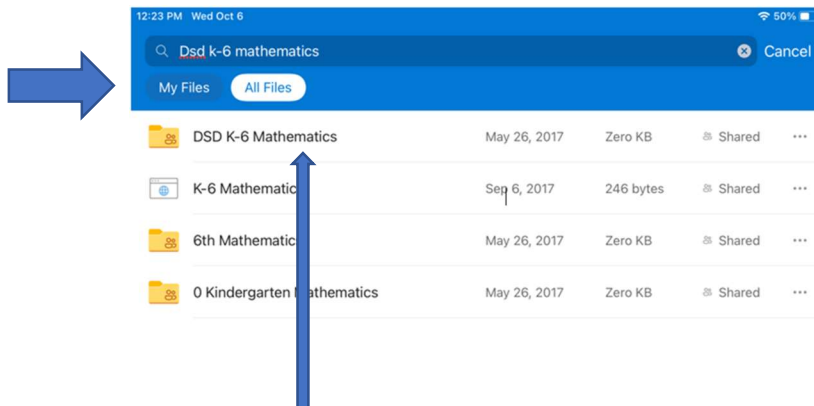 12:23 PM Wed Oct 6 50%
Dsd k-6 mathematics Cancel
My Files All Files
DSD K-6 Mathematics May 26, 2017 Zero KB Shared
K-6 Mathematic Sep 6, 2017 246 bytes Shared
6th Mathematic May 26, 2017 Zero KB Shared
0 Kindergarten Mathematics May 26, 2017 Zero KB Shared